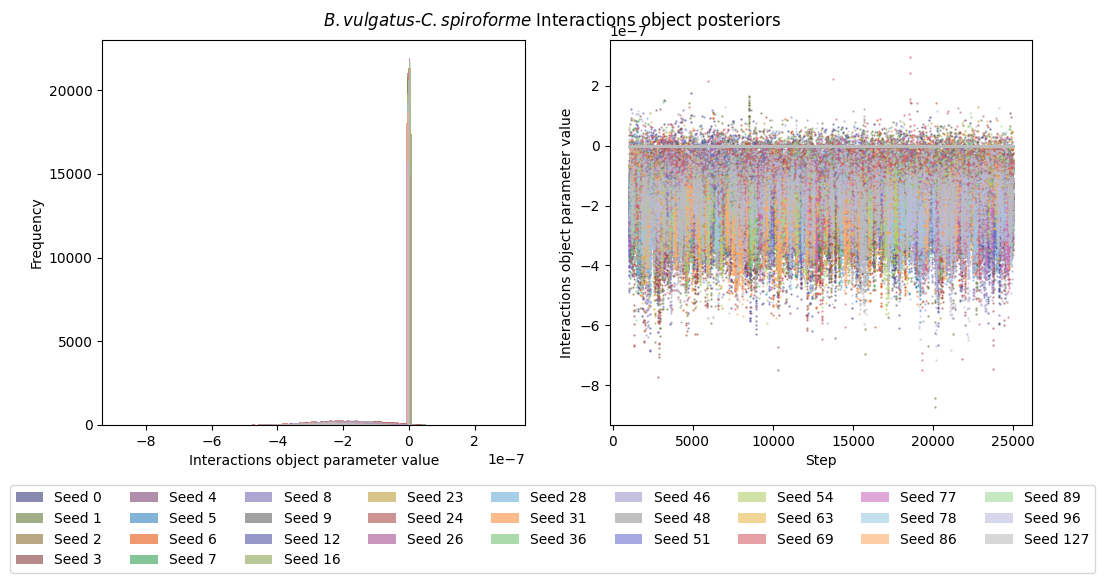 B.vulgatus-C.spiroforme Interactions object posteriors
20000
15000
10000
5000
0
Frequency
−8 −6 −4 −2 0 2
1e−7
Interactions object parameter value
1e−7
2
0
−2
−4
−6
−8
Interactions object parameter value
0 5000 10000 15000 20000 25000
Step
Seed 0 Seed 4 Seed 8 Seed 23 Seed 28 Seed 46 Seed 54 Seed 77 Seed 89
Seed 1 Seed 5 Seed 9 Seed 24 Seed 31 Seed 48 Seed 63 Seed 78 Seed 96
Seed 2 Seed 6 Seed 12 Seed 26 Seed 36 Seed 51 Seed 69 Seed 86 Seed 127
Seed 3 Seed 7 Seed 16